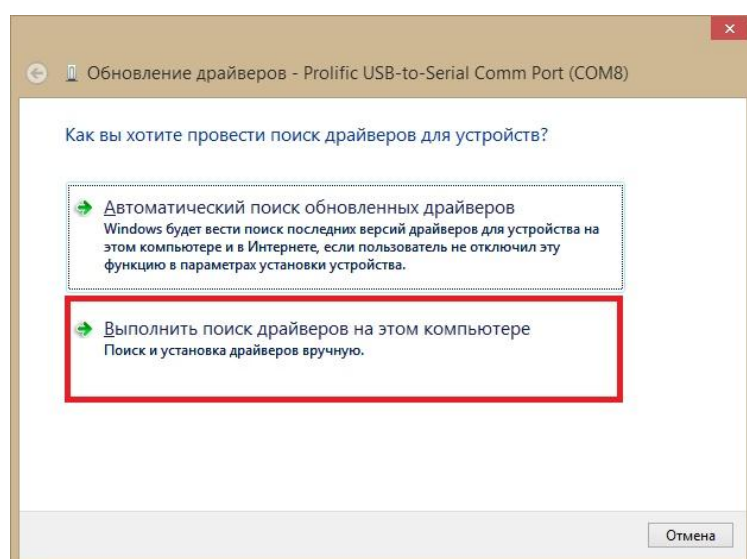 Обновление драйверов - Prolific USB-to-Serial Comm Port (COM8)
Как вы хотите провести поиск драйверов для устройств?
Автоматический поиск обновленных драйверов
Windows будет вести поиск последних версий драйверов для устройства на
этом компьютере и в Интернете, если пользователь не отключил эту
функцию в параметрах установки устройства.
Выполнить поиск драйверов на этом компьютере
Поиск и установка драйверов вручную.
Отмена